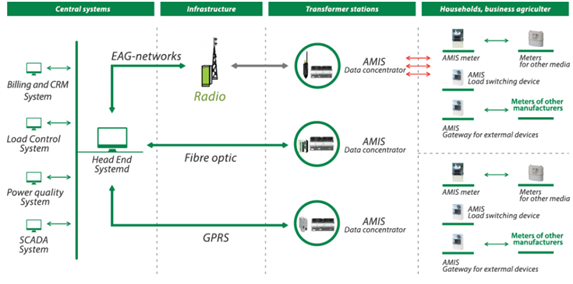 Central systems
Infrastructure
Transformer stations
Households, business agriculter
Billing and CRM
System
Load Control
System
Power quality
System
SCADA
System
Head End
Systemd
EAG-networks
Radio
Fibre optic
GPRS
AMIS
Data concentrator
AMIS
Data concentrator
AMIS
Data concentrator
AMIS meter
Meters
for other media
AMIS
Load switching device
Meters of other
manufacturers
AMIS
Gateway for extermal devices
AMIS meter
Meters
for other media
AMIS
Load switching device
Meters of other
manufacturers
AMIS
Gateway for extermal devices